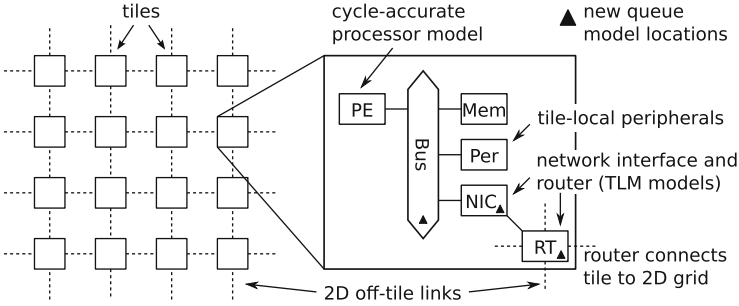 tiles
cycle-accurate
processor model
new queue
model locations
PE
Mem
Bus
tile-local peripherals
Per
network interface and
router (TLM models)
NIC
RT
router connects
tile to 2D grid
2D off-tile links